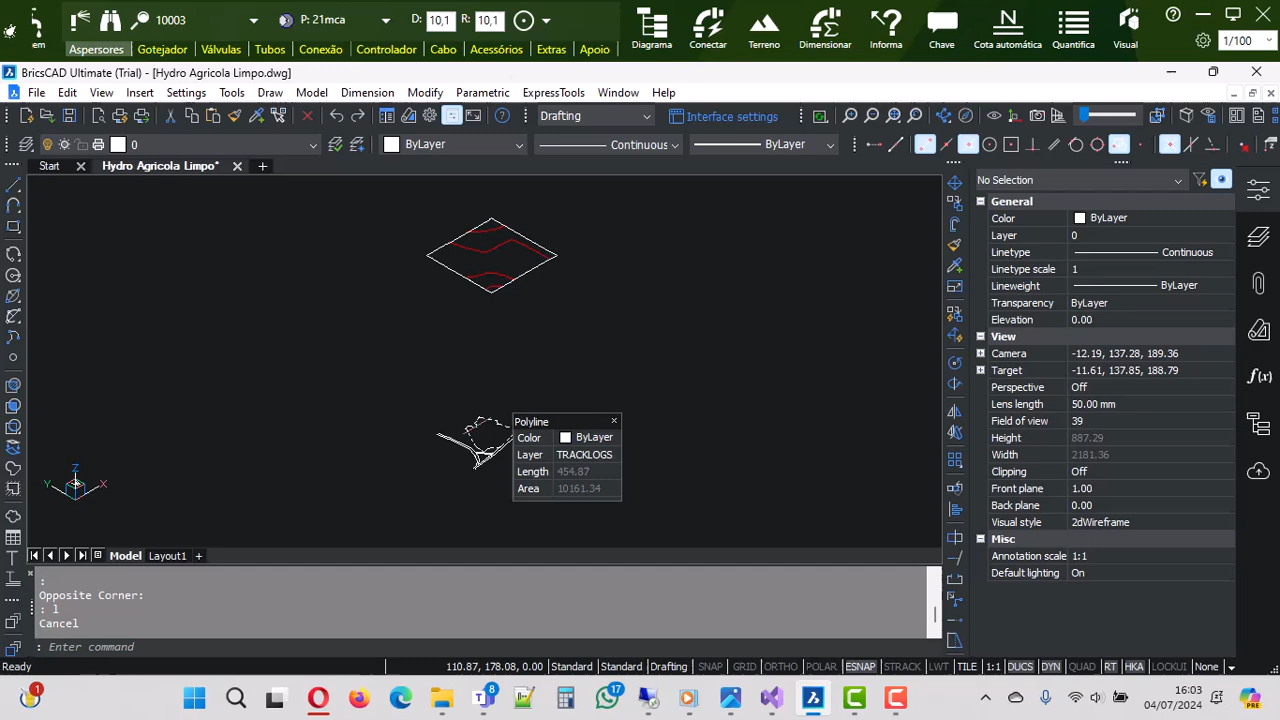 10003
P: 21mca
D: 10,1 R: 10,1
em
Aspersores Gotejador Válvulas Tubos Conexão Controlador Cabo Acessórios Extras Apoio
Diagrama Conectar Terreno Dimensionar Informa Chave Cota automática Quantifica Visual
1/100
BricsCAD Ultimate (Trial) - [Hydro Agricola Limpo.dwg]
File Edit View Insert Settings Tools Draw Model Dimension Modify Parametric ExpressTools Window Help
Drafting Interface settings
0 ByLayer Continuous ByLayer
Start Hydro Agricola Limpo*
No Selection
General
Color ByLayer
Layer 0
Linetype Continuous
Linetype scale 1
Lineweight ByLayer
Transparency ByLayer
Elevation 0.00
View
Camera -12.19, 137.28, 189.36
Target -11.61, 137.85, 188.79
Perspective Off
Lens length 50.00 mm
Field of view 39
Height 887.29
Width 2181.36
Clipping Off
Front plane 1.00
Back plane 0.00
Visual style 2dWireframe
Misc
Annotation scale 1:1
Default lighting On
Polyline
Color ByLayer
Layer TRACKLOGS
Length 454.87
Area 10161.34
Z
Y X
Model Layout1
:
Opposite Corner:
: l
Cancel
: Enter command
Ready 110.87, 178.08, 0.00 Standard Standard Drafting SNAP GRID ORTHO POLAR ESNAP STRACK LWT TILE 1:1 DUCS DYN QUAD RT HKA LOCKUI None
1 8 17
16:03
04/07/2024
PRE